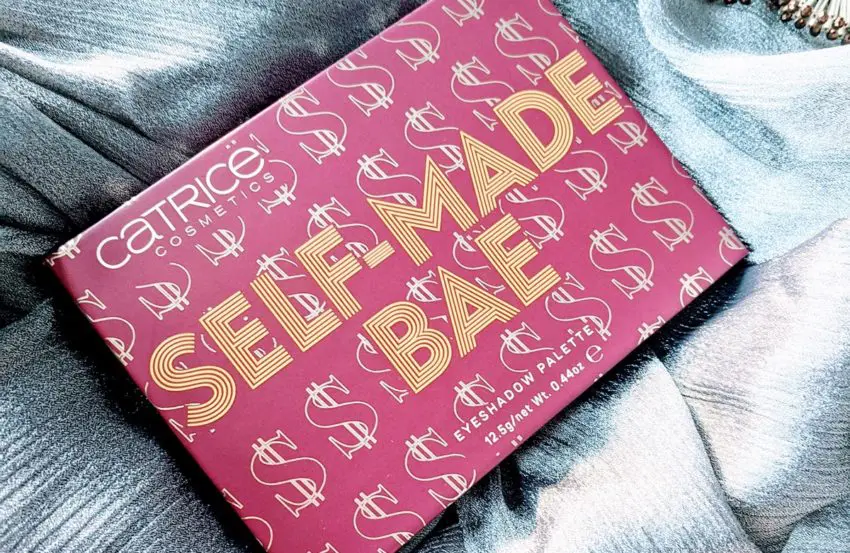 CATRICE
COSMETICS
SELF-MADE
BAE
EYESHADOW PALETTE
12.5g/net Wt. 0.44oz ℮